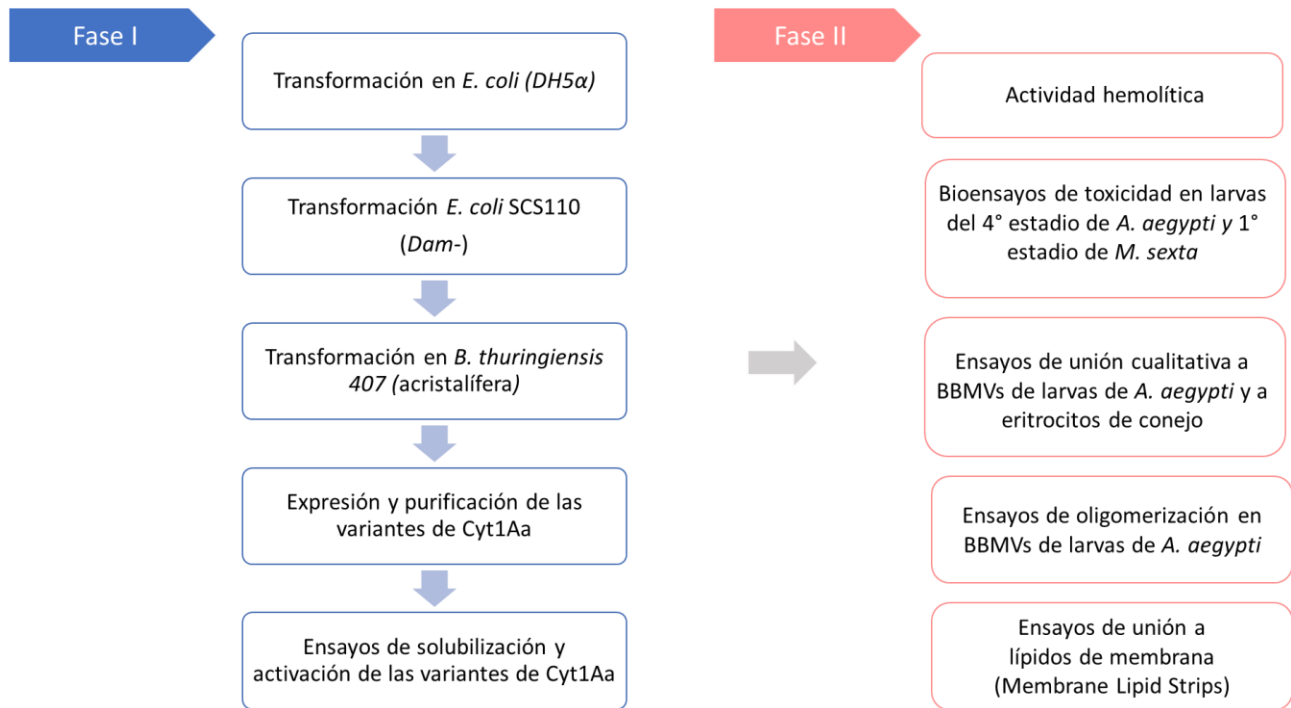 Fase I
Transformación en E. coli (DH5α)
Transformación E. coli SCS110
(Dam-)
Transformación en B. thuringiensis
407 (acristalífera)
Expresión y purificación de las
variantes de Cyt1Aa
Ensayos de solubilización y
activación de las variantes de Cyt1Aa
Fase II
Actividad hemolítica
Bioensayos de toxicidad en larvas
del 4° estadio de A. aegypti y 1°
estadio de M. sexta
Ensayos de unión cualitativa a
BBMVs de larvas de A. aegypti y a
eritrocitos de conejo
Ensayos de oligomerización en
BBMVs de larvas de A. aegypti
Ensayos de unión a
lípidos de membrana
(Membrane Lipid Strips)